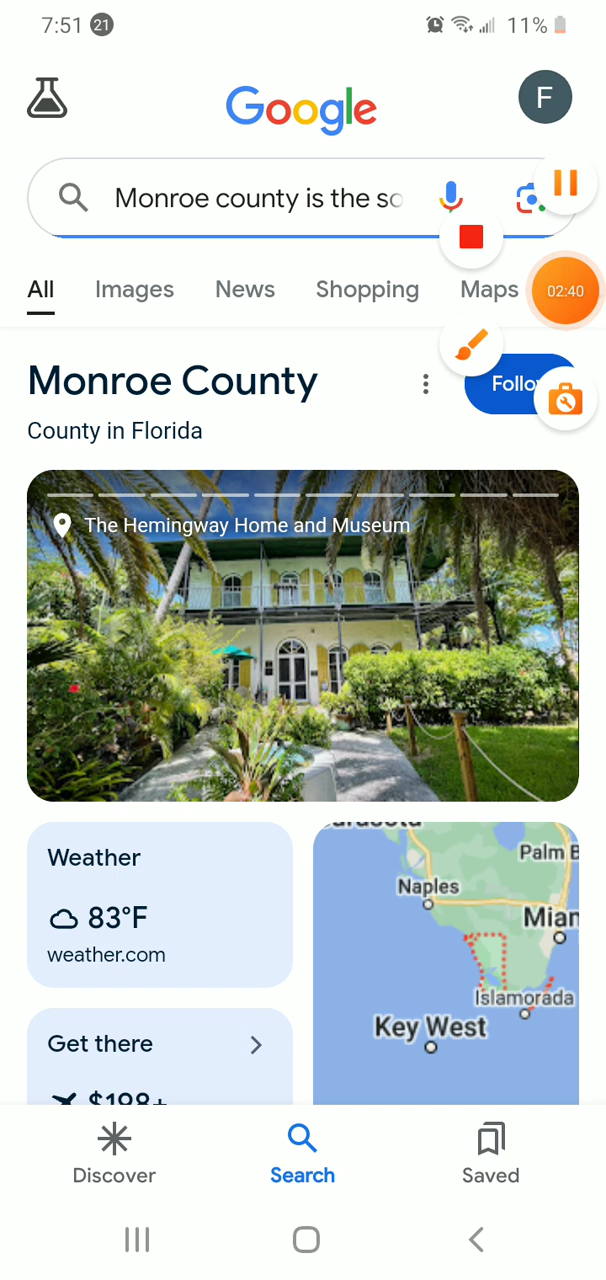 7:51 21 11%
Google
F
Monroe county is the so
All Images News Shopping Maps
02:40
Monroe County
Follo
County in Florida
The Hemingway Home and Museum
Weather
83°F
weather.com
Get there
$198+
Palm B
Naples
Miar
Islamorada
Key West
Discover
Search
Saved